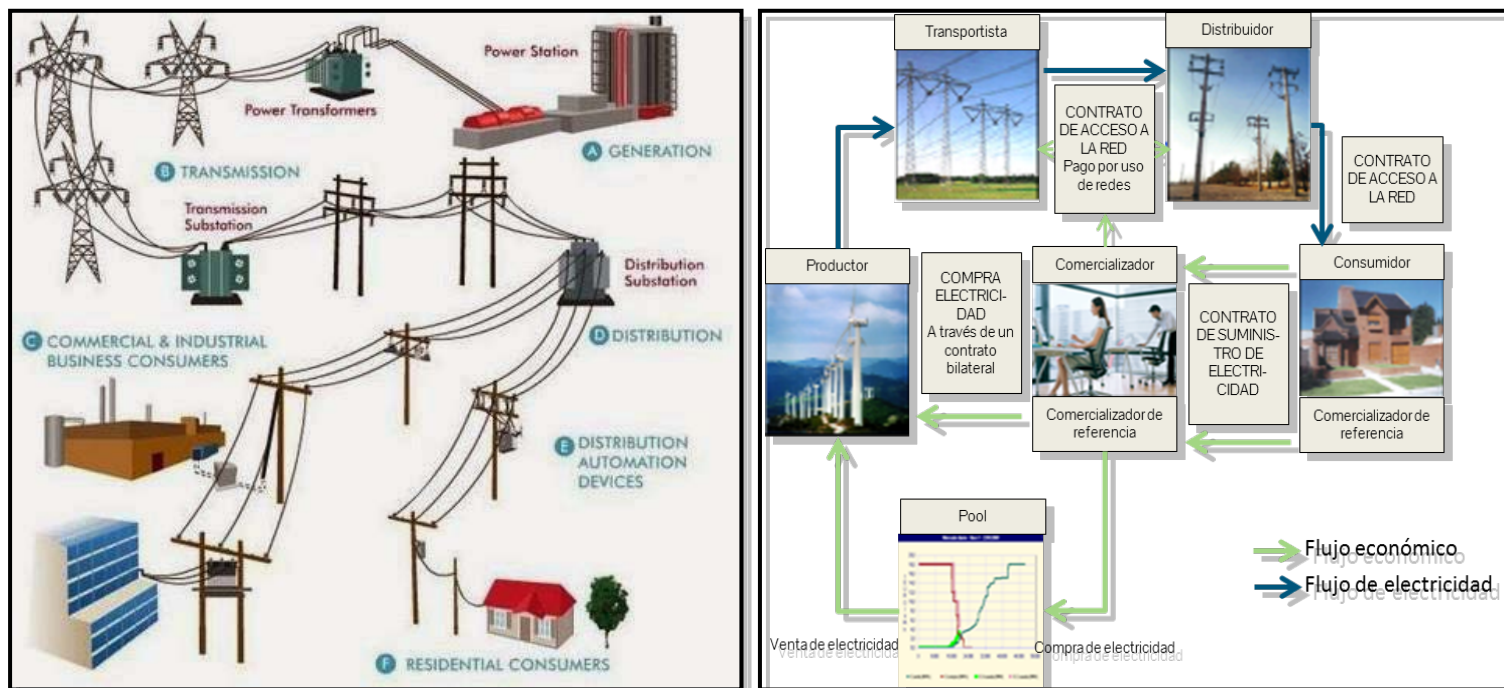 Power Station
Power Transformers
A GENERATION
B TRANSMISSION
Transmission
Substation
Distribution
Substation
C COMMERCIAL & INDUSTRIAL
BUSINESS CONSUMERS
D DISTRIBUTION
E DISTRIBUTION
AUTOMATION
DEVICES
F RESIDENTIAL CONSUMERS
Transportista
Distribuidor
CONTRATO
DE ACCESO A
LA RED
Pago por uso
de redes
CONTRATO
DE ACCESO A
LA RED
Productor
COMPRA
ELECTRICI-
DAD
A través de un
contrato
bilateral
Comercializador
CONTRATO
DE SUMINIS-
TRO DE
ELECTRI-
CIDAD
Consumidor
Comercializador de
referencia
Comercializador de
referencia
Pool
Flujo económico
Flujo de electricidad
Venta de electricidad
Compra de electricidad